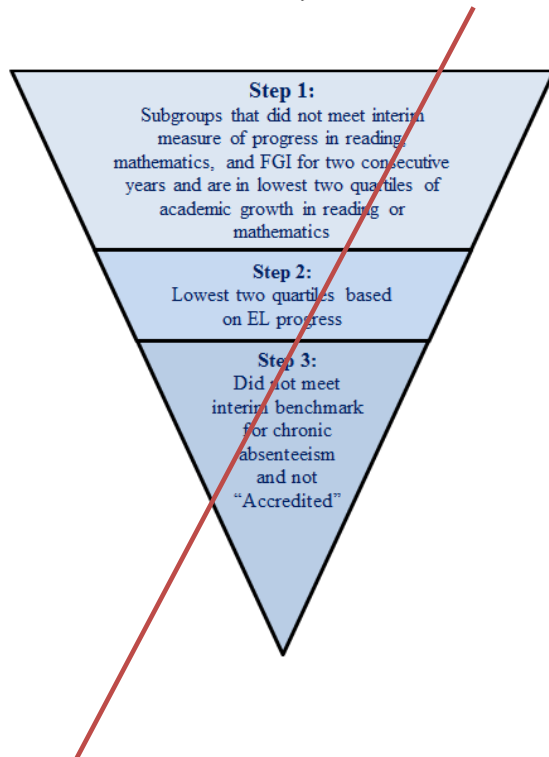 Step 1:
Subgroups that did not meet interim
measure of progress in reading,
mathematics, and FGI for two consecutive
years and are in lowest two quartiles of
academic growth in reading or
mathematics
Step 2:
Lowest two quartiles based
on EL progress
Step 3:
Did not meet
interim benchmark
for chronic
absenteeism
and not
“Accredited”